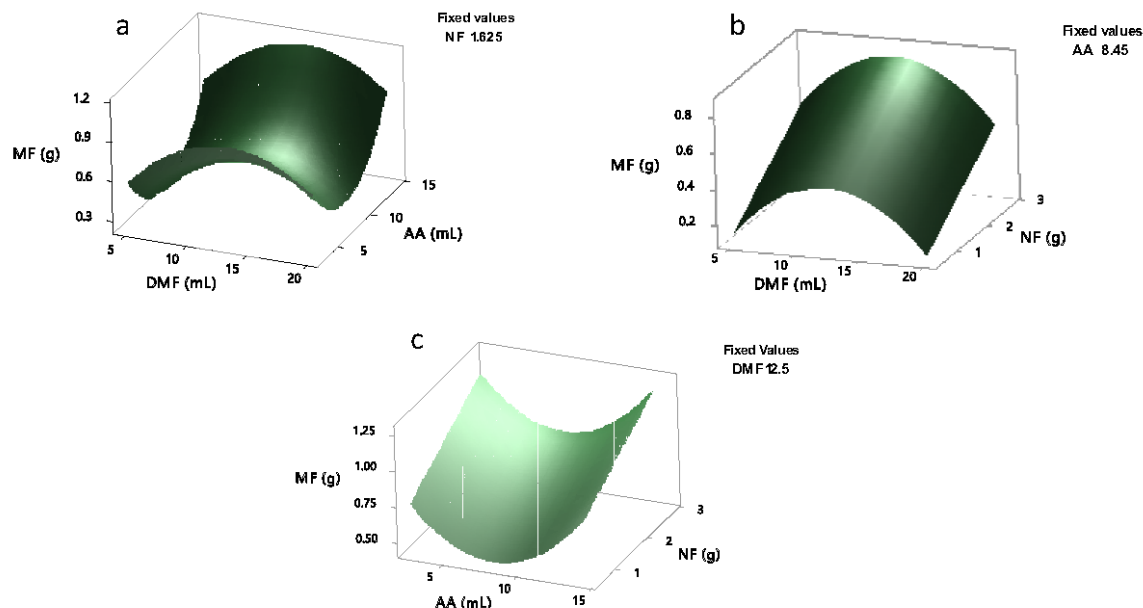 a
Fixed values
NF 1.625
1.2
0.9
MF (g)
0.6
0.3
5
10
15
20
DMF (mL)
5
10
15
AA (mL)
b
Fixed values
AA 8.45
0.8
0.6
MF (g)
0.4
0.2
5
10
15
20
DMF (mL)
1
2
3
NF (g)
c
Fixed Values
DMF 12.5
1.25
1.00
MF (g)
0.75
0.50
5
10
15
AA (mL)
1
2
3
NF (g)